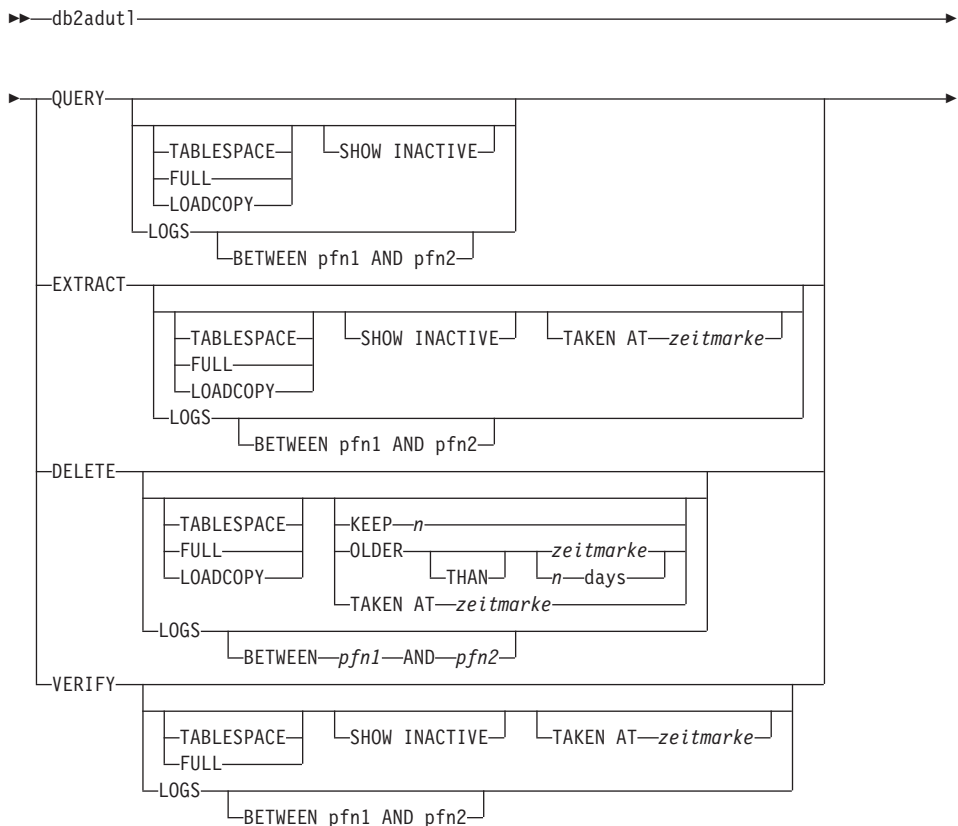 db2adutl
QUERY
TABLESPACE SHOW INACTIVE
FULL
LOADCOPY
LOGS
BETWEEN pfn1 AND pfn2
EXTRACT
TABLESPACE SHOW INACTIVE TAKEN AT zeitmarke
FULL
LOADCOPY
LOGS
BETWEEN pfn1 AND pfn2
DELETE
TABLESPACE KEEP n
FULL OLDER zeitmarke
LOADCOPY THAN n days
TAKEN AT zeitmarke
LOGS
BETWEEN pfn1 AND pfn2
VERIFY
TABLESPACE SHOW INACTIVE TAKEN AT zeitmarke
FULL
LOGS
BETWEEN pfn1 AND pfn2